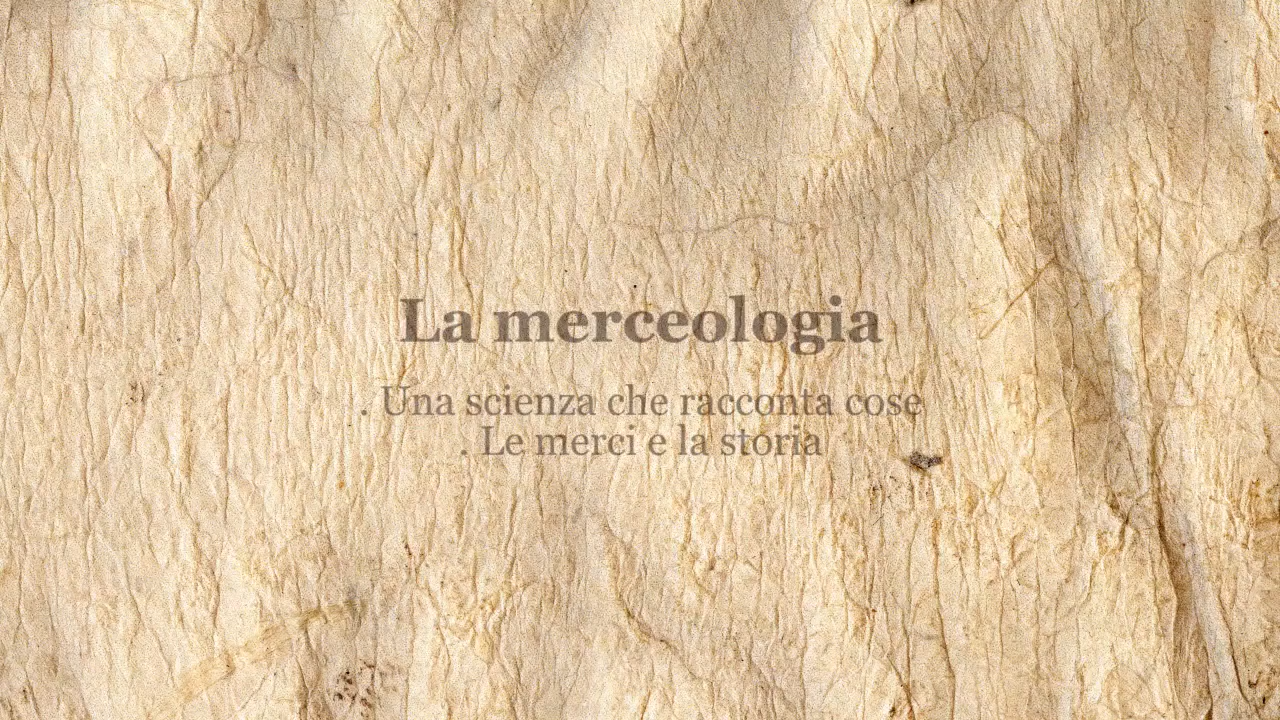 La merceologia
. Una scienza che racconta cose
. Le merci e la storia